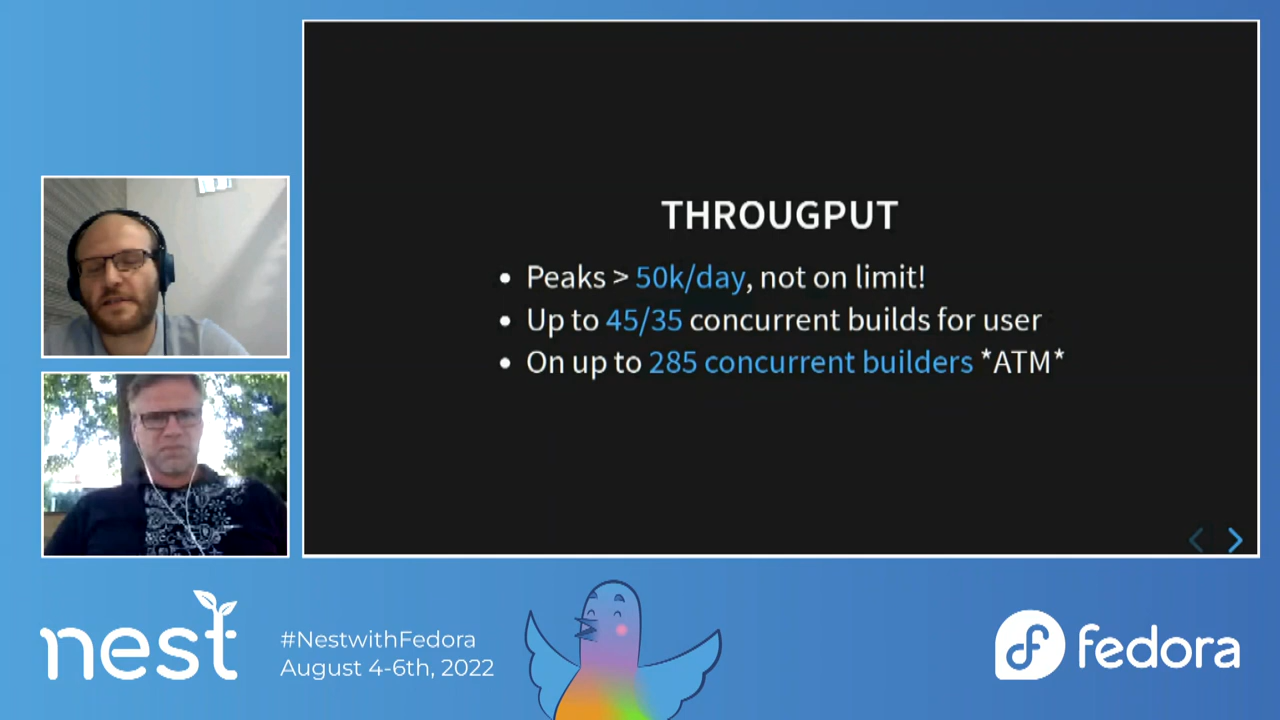 THROUGPUT
• Peaks > 50k/day, not on limit!
• Up to 45/35 concurrent builds for user
• On up to 285 concurrent builders *ATM*
nest
#NestwithFedora
August 4-6th, 2022
fedora